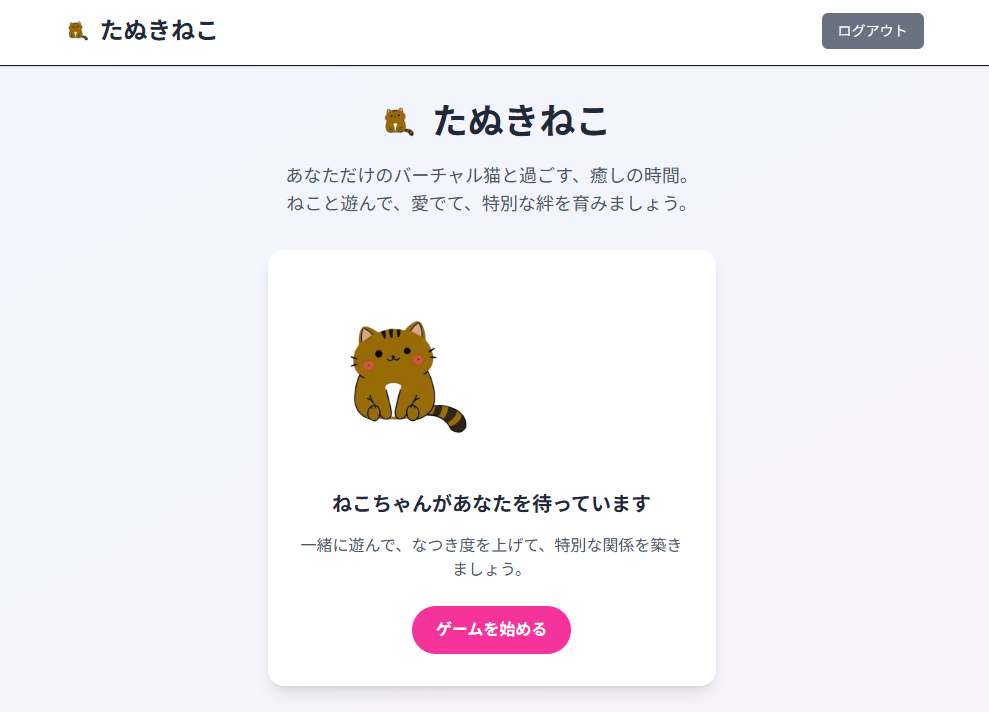 たぬきねこ
ログアウト
たぬきねこ
あなただけのバーチャル猫と過ごす、癒しの時間。
ねこと遊んで、愛でて、特別な絆を育みましょう。
ねこちゃんがあなたを待っています
一緒に遊んで、なつき度を上げて、特別な関係を築き
ましょう。
ゲームを始める